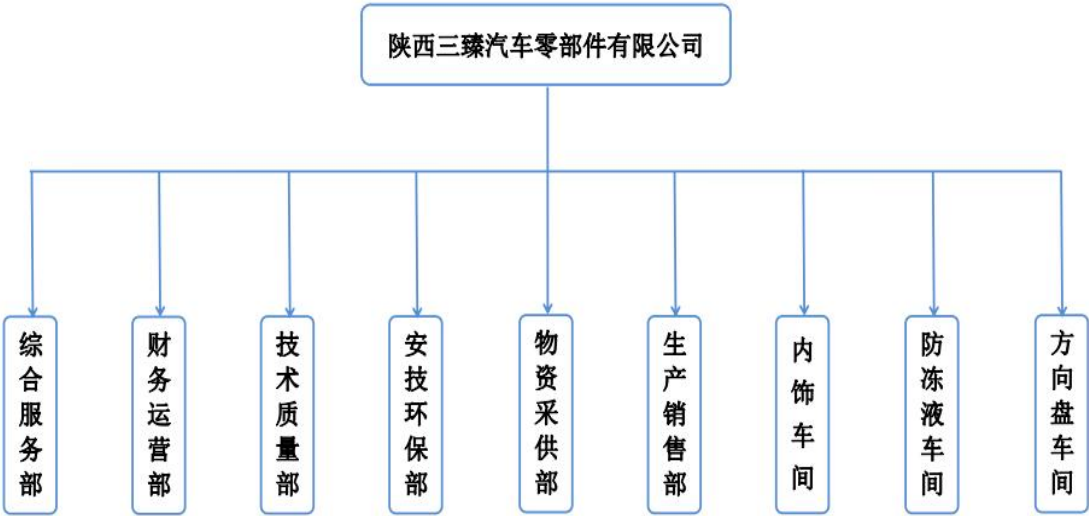 陕西三臻汽车零部件有限公司
综合服务部
财务运营部
技术质量部
安技环保部
物资采供部
生产销售部
内饰车间
防冻液车间
方向盘车间